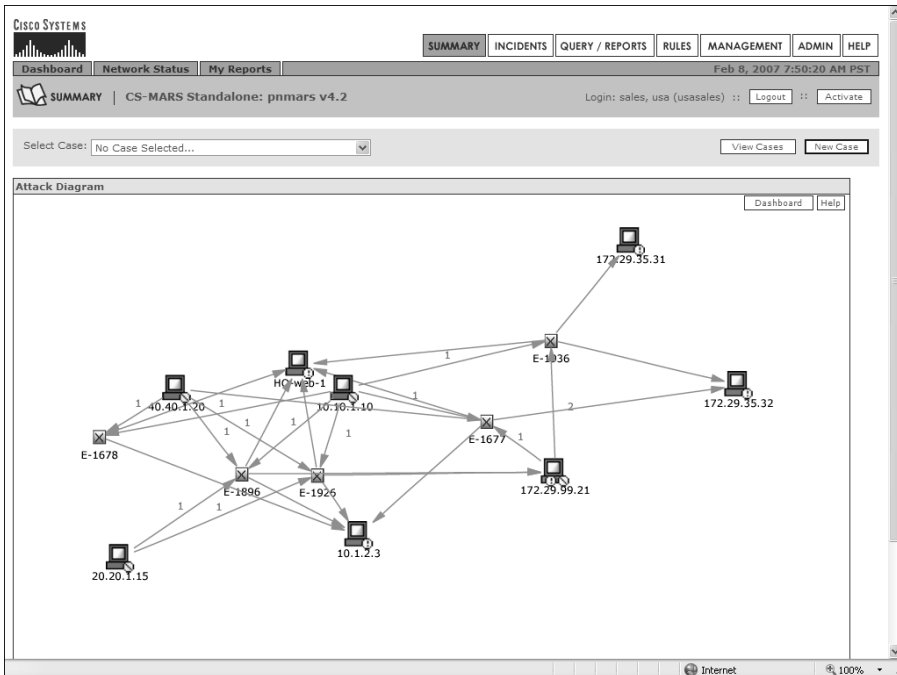 CISCO SYSTEMS
SUMMARY INCIDENTS QUERY / REPORTS RULES MANAGEMENT ADMIN HELP
Dashboard Network Status My Reports Feb 8, 2007 7:50:20 AM PST
SUMMARY | CS-MARS Standalone: pnmars v4.2 Login: sales, usa (usasales) :: Logout :: Activate
Select Case: No Case Selected... View Cases New Case
Attack Diagram
Dashboard Help
172.29.35.31
1
E-1936
HQ-web-1
40.40.1.20 10.10.1.10 172.29.35.32
1 1 1 2
E-1678 1 1 1 E-1677 1
E-1896 E-1926 172.29.99.21
1 1
10.1.2.3
20.20.1.15
Internet 100%